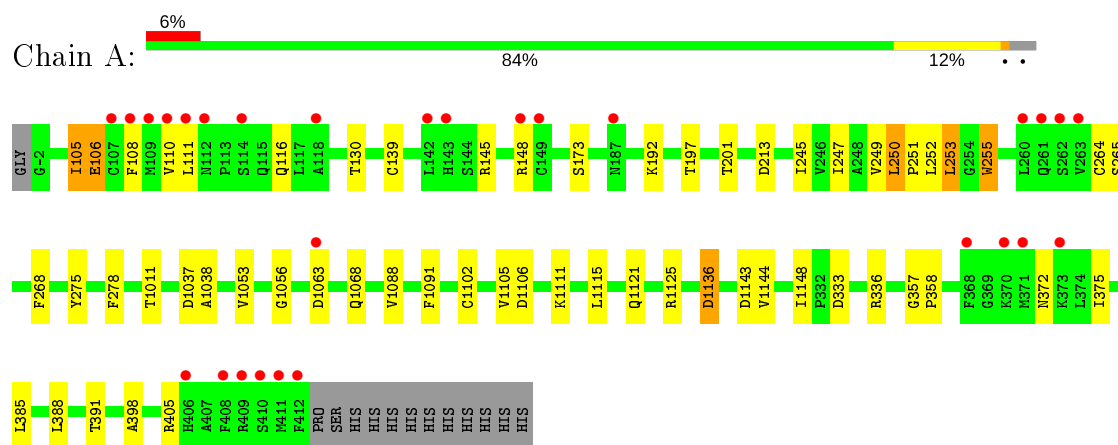 6%
Chain A:
84% 12% • •
GLY G-2 I105 E106 C107 F108 M109 V110 L111 N112 P113 S114 Q115 Q116 L117 A118 T130 C139 L142 H143 S144 R145 R148 C149 S173 N187 K192 T197 T201 D213 I245 V246 I247 A248 V249 L250 P251 L252 L253 G254 W255 L260 Q261 S262 V263 C264 S265
F268 Y275 F278 T1011 D1037 A1038 V1053 G1056 D1063 Q1068 V1088 F1091 C1102 V1105 D1106 K1111 L1115 Q1121 R1125 D1136 D1143 V1144 I1148 P332 D333 R336 G357 P358 F368 G369 K370 M371 N372 K373 L374 I375
L385 L388 T391 A398 R405 H406 A407 F408 R409 S410 M411 F412 PRO SER HIS HIS HIS HIS HIS HIS HIS HIS HIS HIS